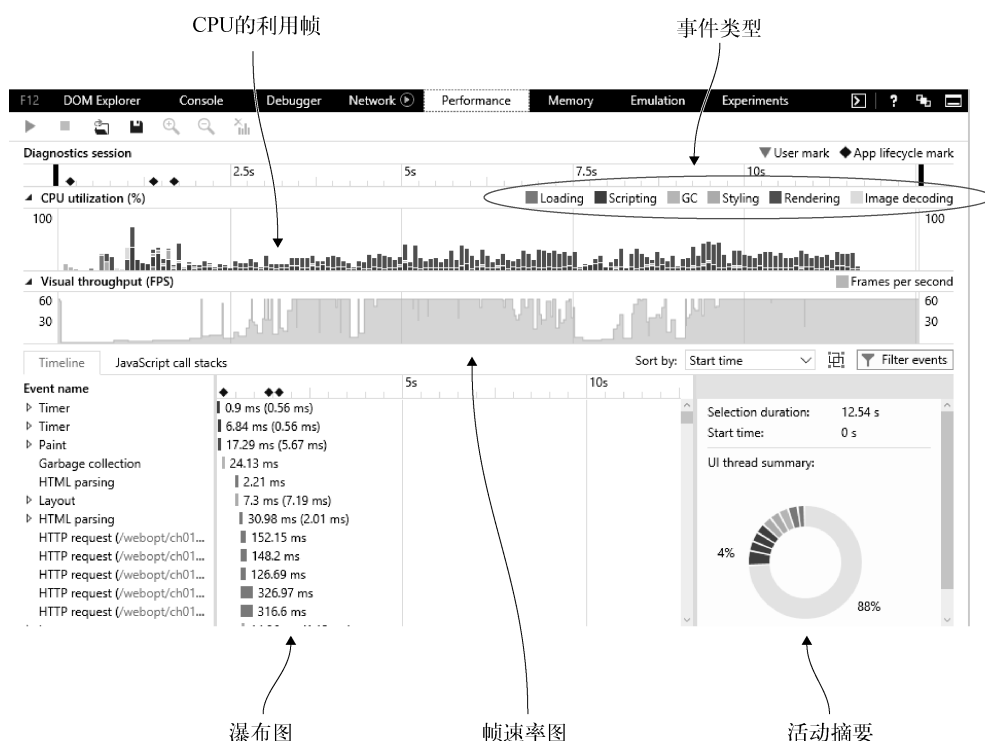 CPU的利用帧
事件类型
F12 DOM Explorer Console Debugger Network Performance Memory Emulation Experiments ?
Diagnostics session
User mark App lifecycle mark
2.5s 5s 7.5s 10s
CPU utilization (%)
Loading Scripting GC Styling Rendering Image decoding
100 100
Visual throughput (FPS)
Frames per second
60 60
30 30
Timeline JavaScript call stacks
Sort by: Start time Filter events
Event name
5s 10s
Timer 0.9 ms (0.56 ms)
Timer 6.84 ms (0.56 ms)
Paint 17.29 ms (5.67 ms)
Garbage collection 24.13 ms
HTML parsing 2.21 ms
Layout 7.3 ms (7.19 ms)
HTML parsing 30.98 ms (2.01 ms)
HTTP request (/webopt/ch01... 152.15 ms
HTTP request (/webopt/ch01... 148.2 ms
HTTP request (/webopt/ch01... 126.69 ms
HTTP request (/webopt/ch01... 326.97 ms
HTTP request (/webopt/ch01... 316.6 ms
Selection duration: 12.54 s
Start time: 0 s
UI thread summary:
4%
88%
瀑布图
帧速率图
活动摘要